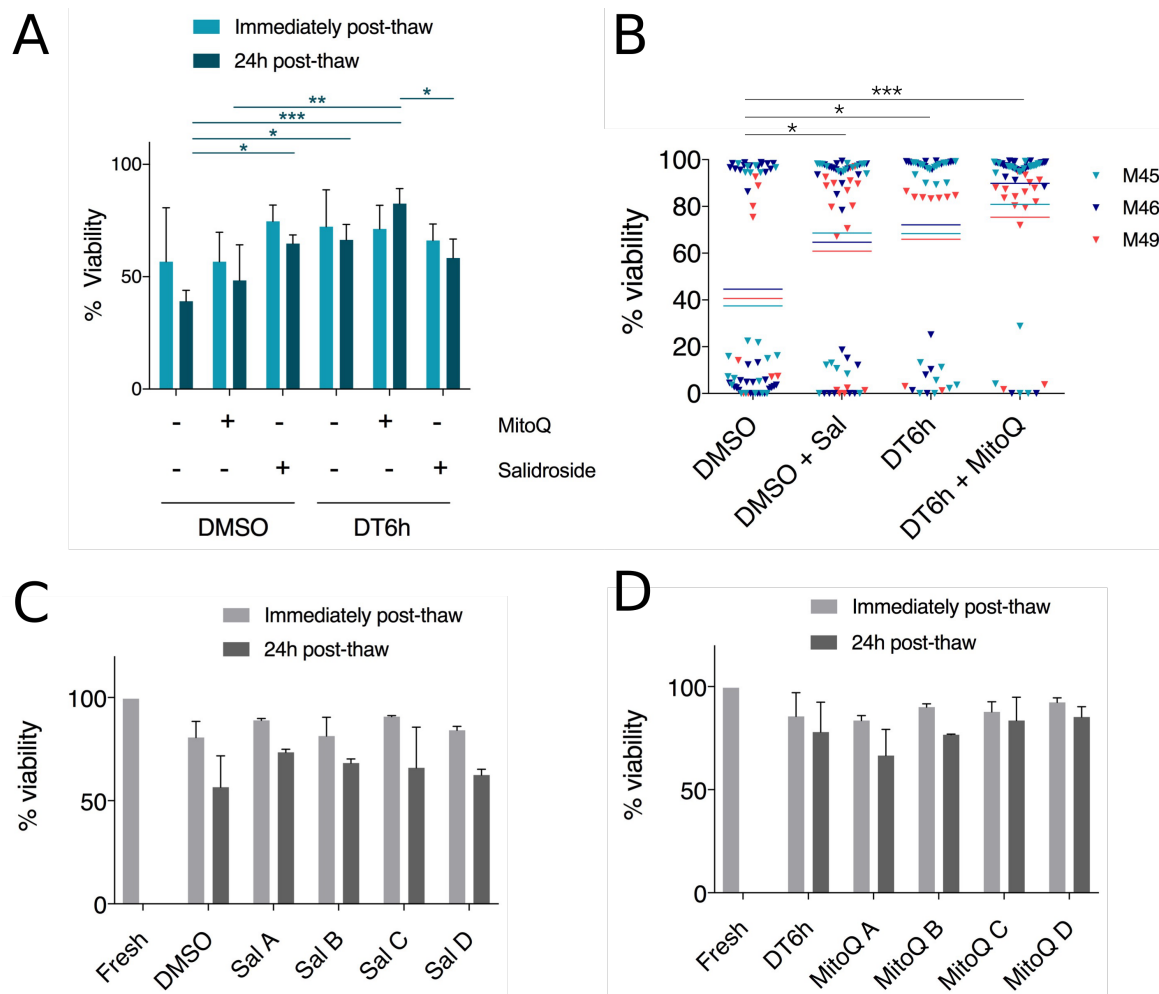 A
Immediately post-thaw
24h post-thaw
**
*
***
*
*
% Viability
100
50
0
- + - - + -
MitoQ
- - + - - +
Salidroside
DMSO DT6h
B
***
*
*
% viability
100
80
60
40
20
0
M45
M46
M49
DMSO
DMSO + Sal
DT6h
DT6h + MitoQ
C
Immediately post-thaw
24h post-thaw
% viability
100
50
0
Fresh
DMSO
Sal A
Sal B
Sal C
Sal D
D
Immediately post-thaw
24h post-thaw
% viability
100
50
0
Fresh
DT6h
MitoQ A
MitoQ B
MitoQ C
MitoQ D